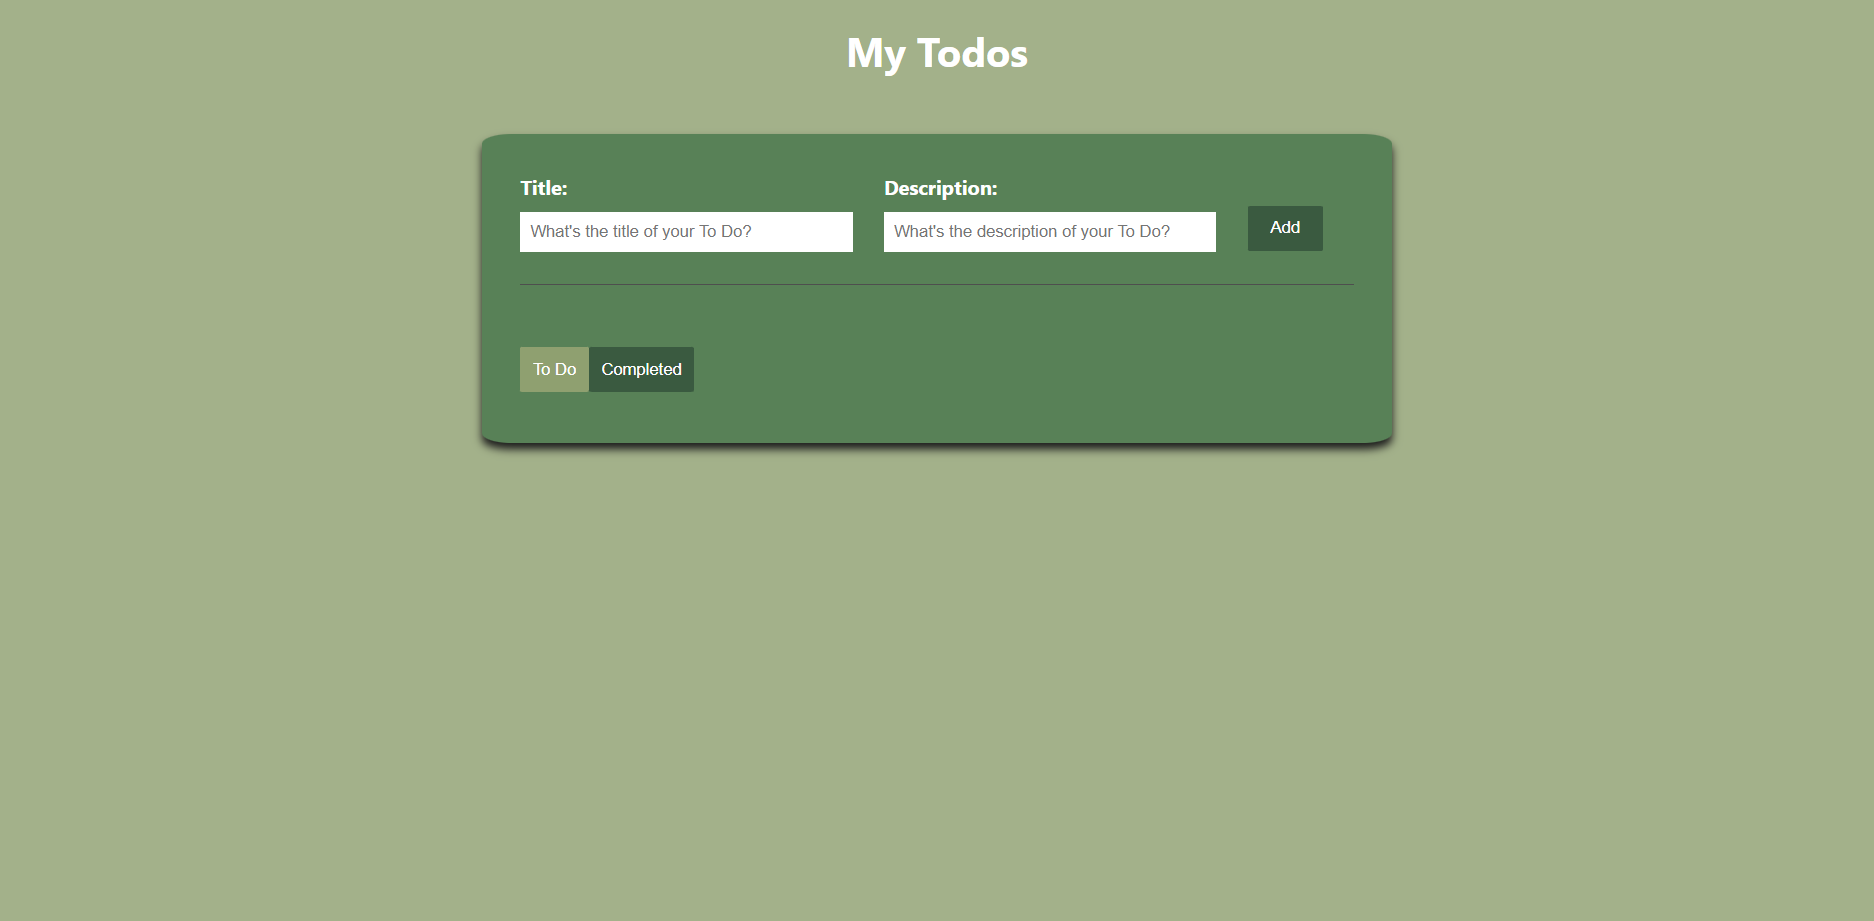 My Todos
Title:
Description:
What's the title of your To Do?
What's the description of your To Do?
Add
To Do
Completed